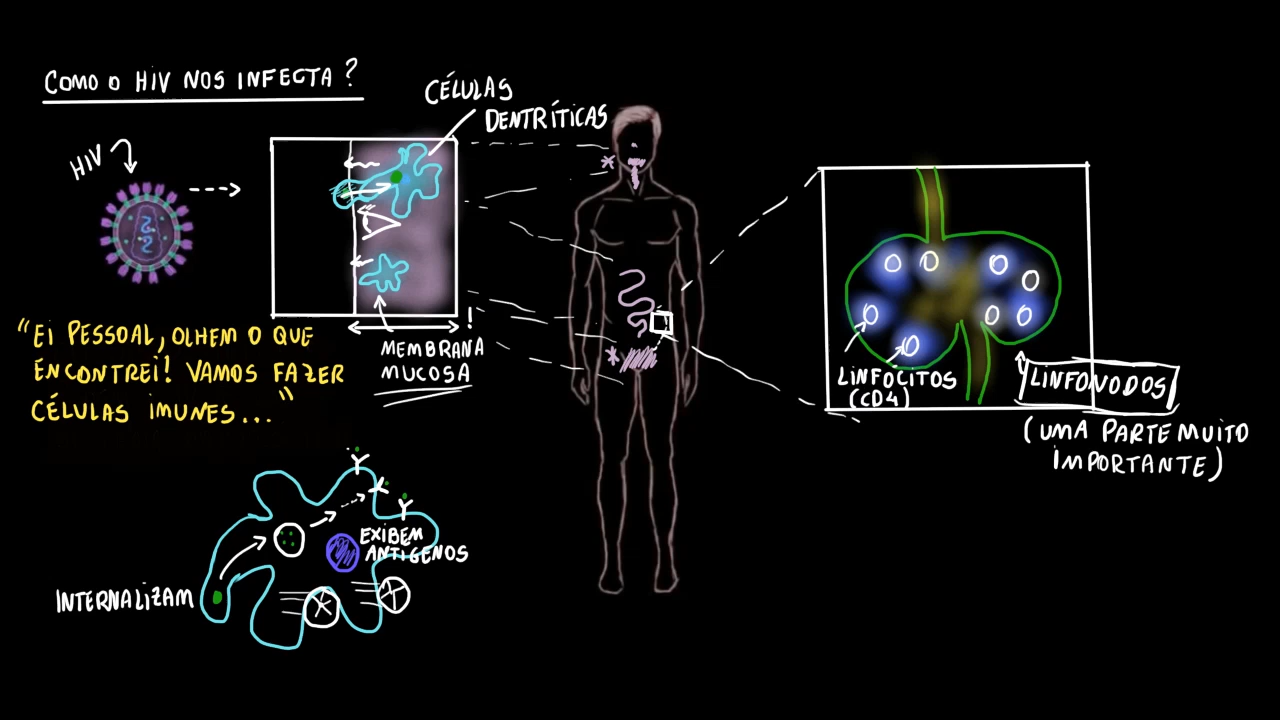 COMO O HIV NOS INFECTA?
CÉLULAS
DENTRÍTICAS
HIV
!
MEMBRANA
MUCOSA
"EI PESSOAL, OLHEM O QUE
ENCONTREI! VAMOS FAZER
CÉLULAS IMUNES..."
LINFÓCITOS
(CD4)
LINFONODOS
(UMA PARTE MUITO
IMPORTANTE)
EXIBEM
ANTÍGENOS
INTERNALIZAM